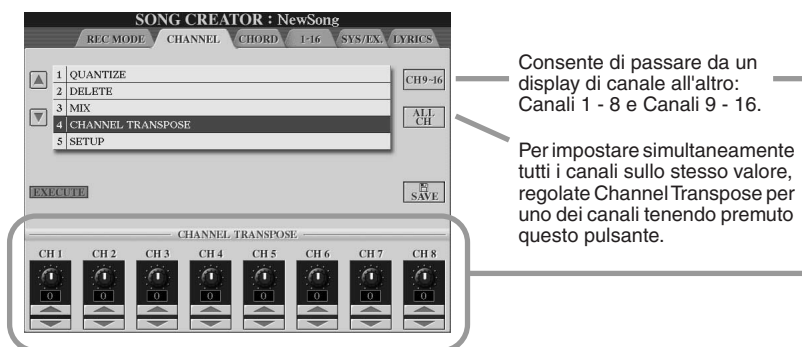 SONG CREATOR : NewSong
REC MODE CHANNEL CHORD 1-16 SYS/EX. LYRICS
1 QUANTIZE
2 DELETE
3 MIX
4 CHANNEL TRANSPOSE
5 SETUP
CH9~16
ALL
CH
EXECUTE
SAVE
CHANNEL TRANSPOSE
CH 1 CH 2 CH 3 CH 4 CH 5 CH 6 CH 7 CH 8
0 0 0 0 0 0 0 0
Consente di passare da un
display di canale all'altro:
Canali 1 - 8 e Canali 9 - 16.
Per impostare simultaneamente
tutti i canali sullo stesso valore,
regolate Channel Transpose per
uno dei canali tenendo premuto
questo pulsante.